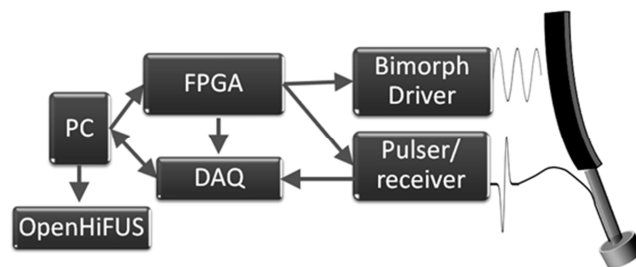 FPGA
Bimorph
Driver
PC
Pulser/
receiver
DAQ
OpenHiFUS